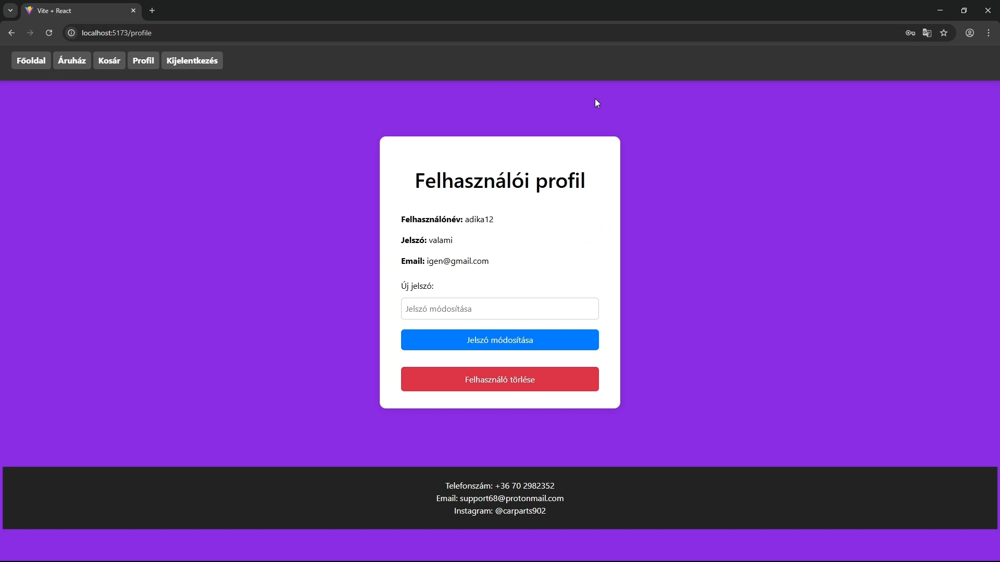 Vite + React
localhost:5173/profile
Főoldal Áruház Kosár Profil Kijelentkezés
Felhasználói profil
Felhasználónév: adika12
Jelszó: valami
Email: igen@gmail.com
Új jelszó:
Jelszó módosítása
Jelszó módosítása
Felhasználó törlése
Telefonszám: +36 70 2982352
Email: support68@protonmail.com
Instagram: @carparts902